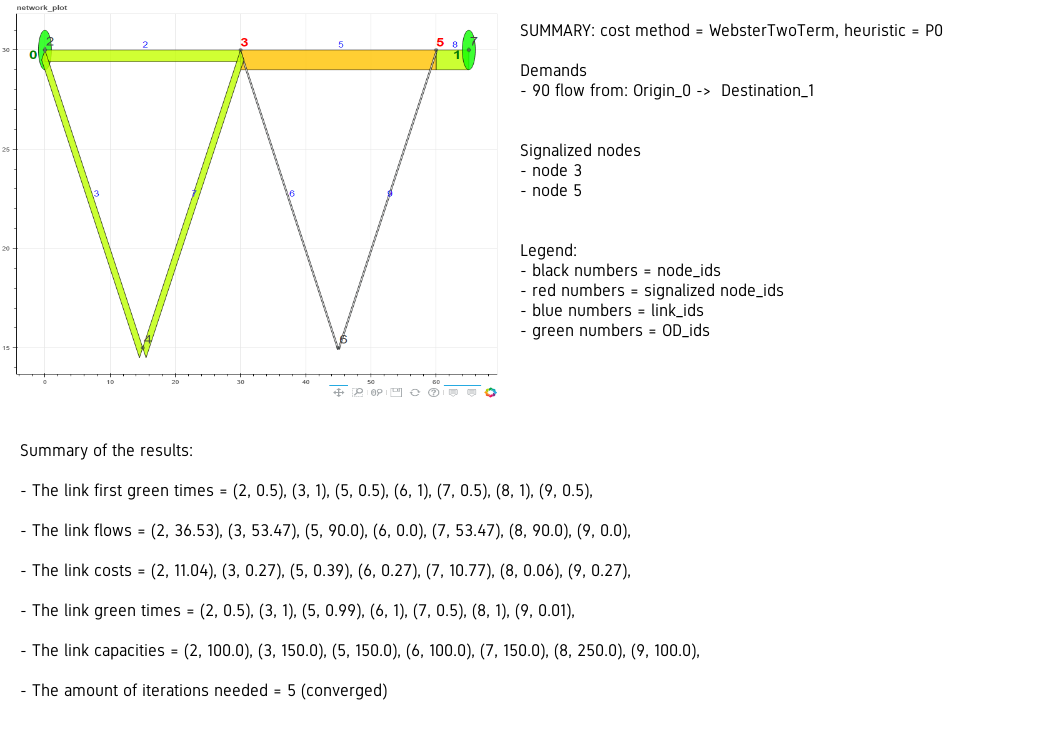 network_plot
SUMMARY: cost method = WebsterTwoTerm, heuristic = P0
Demands
- 90 flow from: Origin_0 -> Destination_1
Signalized nodes
- node 3
- node 5
Legend:
- black numbers = node_ids
- red numbers = signalized node_ids
- blue numbers = link_ids
- green numbers = OD_ids
30
25
20
15
0 2
2
3
5
5
8
1
7
3
7
6
9
4
6
0
10
20
30
40
50
60
Summary of the results:
- The link first green times = (2, 0.5), (3, 1), (5, 0.5), (6, 1), (7, 0.5), (8, 1), (9, 0.5),
- The link flows = (2, 36.53), (3, 53.47), (5, 90.0), (6, 0.0), (7, 53.47), (8, 90.0), (9, 0.0),
- The link costs = (2, 11.04), (3, 0.27), (5, 0.39), (6, 0.27), (7, 10.77), (8, 0.06), (9, 0.27),
- The link green times = (2, 0.5), (3, 1), (5, 0.99), (6, 1), (7, 0.5), (8, 1), (9, 0.01),
- The link capacities = (2, 100.0), (3, 150.0), (5, 150.0), (6, 100.0), (7, 150.0), (8, 250.0), (9, 100.0),
- The amount of iterations needed = 5 (converged)